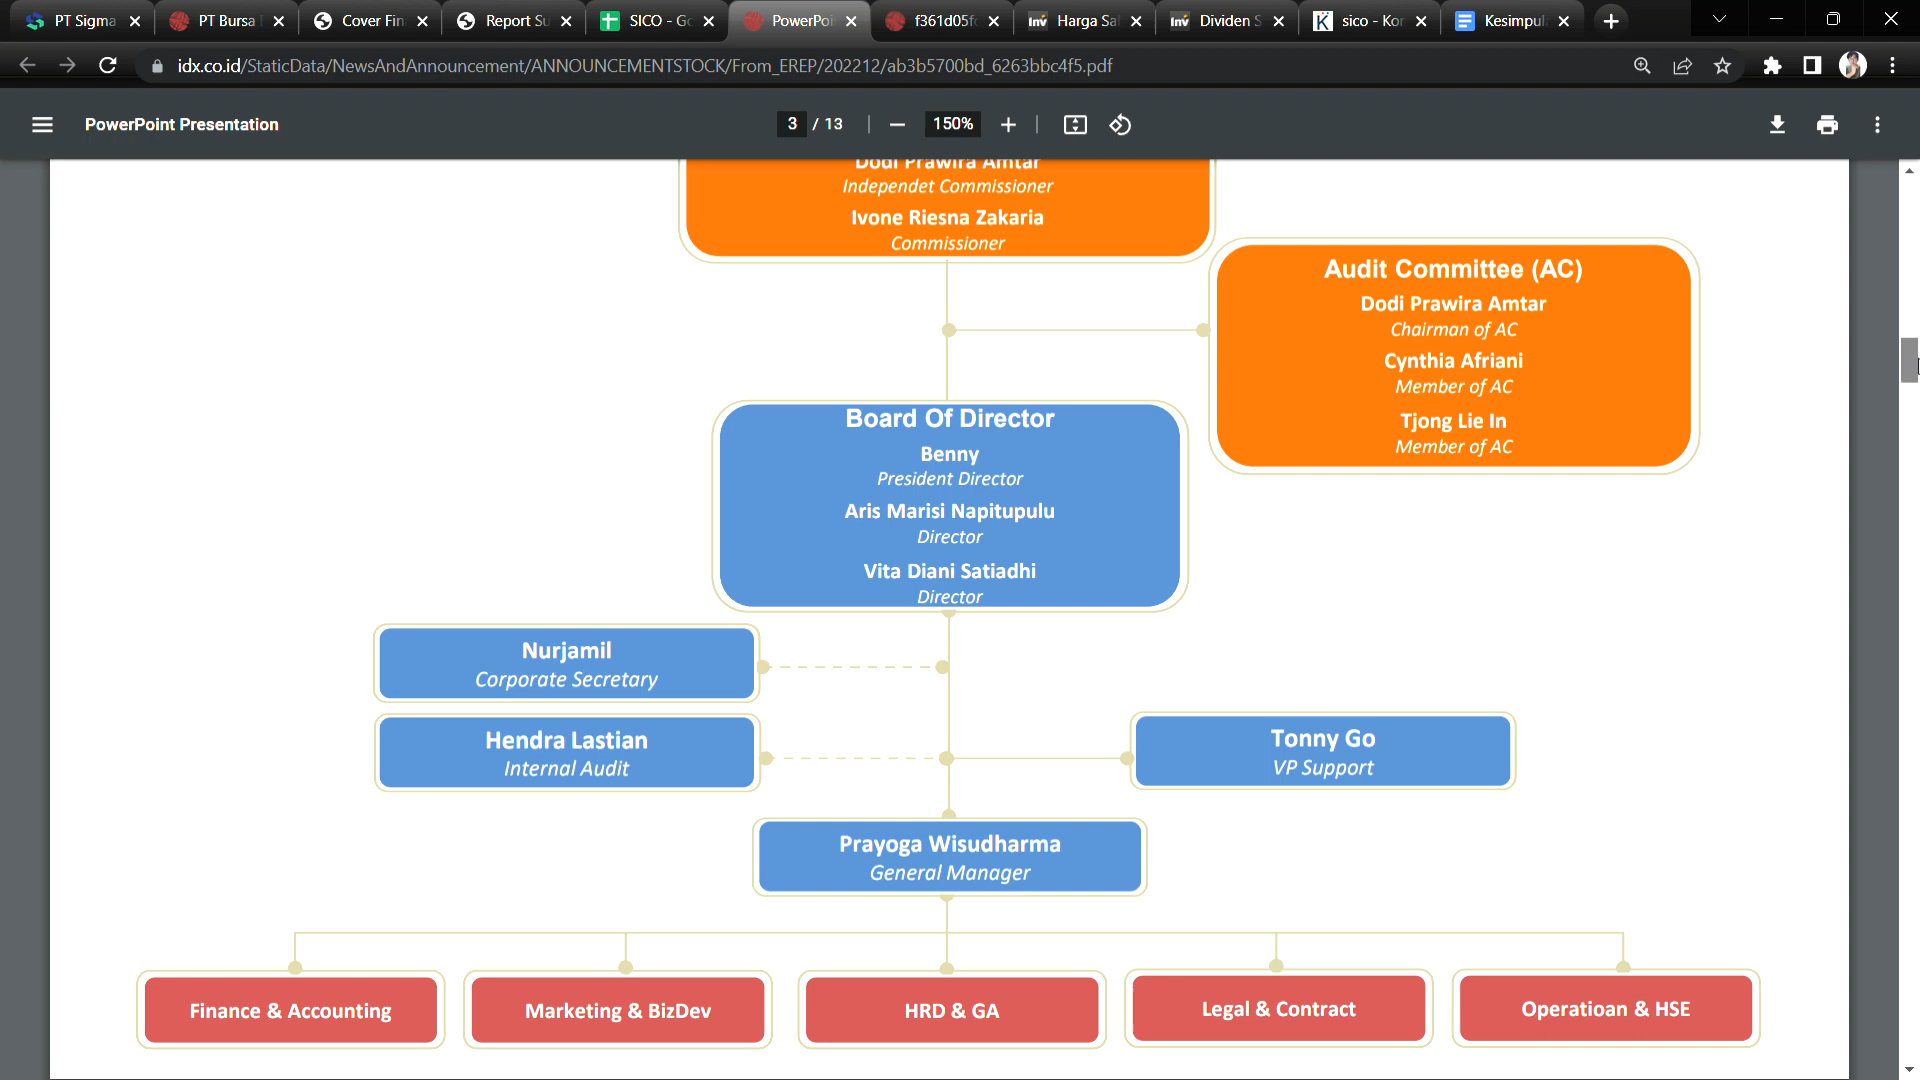 PT Sigma
PT Bursa
Cover Fin
Report Su
SICO - Go
PowerPoi
f361d05f
Harga Sa
Dividen S
sico - Kor
Kesimpul
idx.co.id/StaticData/NewsAndAnnouncement/ANNOUNCEMENTSTOCK/From_EREP/202212/ab3b5700bd_6263bbc4f5.pdf
PowerPoint Presentation
3 / 13
150%
Dodi Prawira Amtar
Independet Commissioner
Ivone Riesna Zakaria
Commissioner
Audit Committee (AC)
Dodi Prawira Amtar
Chairman of AC
Cynthia Afriani
Member of AC
Tjong Lie In
Member of AC
Board Of Director
Benny
President Director
Aris Marisi Napitupulu
Director
Vita Diani Satiadhi
Director
Nurjamil
Corporate Secretary
Hendra Lastian
Internal Audit
Tonny Go
VP Support
Prayoga Wisudharma
General Manager
Finance & Accounting
Marketing & BizDev
HRD & GA
Legal & Contract
Operatioan & HSE